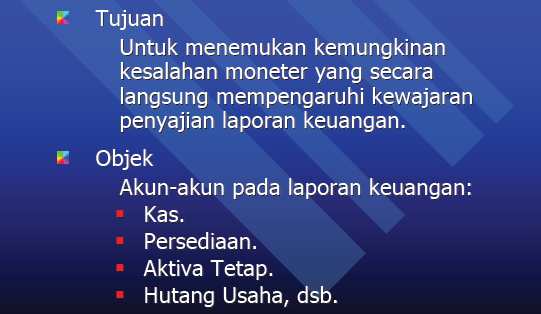 Tujuan
Untuk menemukan kemungkinan
kesalahan moneter yang secara
langsung mempengaruhi kewajaran
penyajian laporan keuangan.
Objek
Akun-akun pada laporan keuangan:
Kas.
Persediaan.
Aktiva Tetap.
Hutang Usaha, dsb.